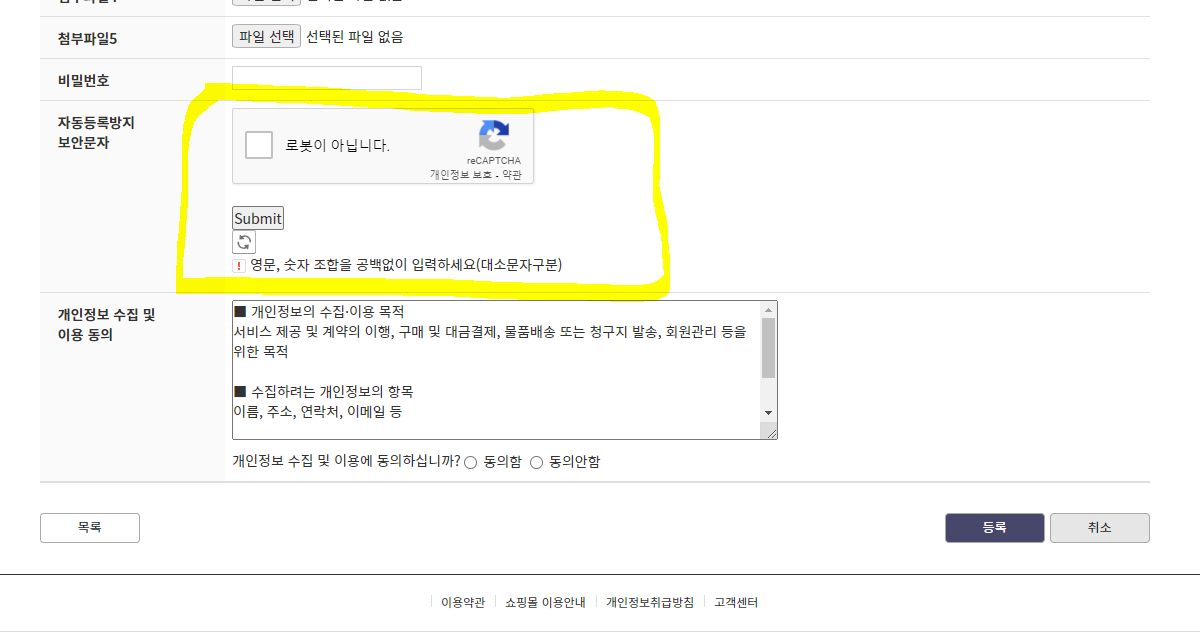 첨부파일5
파일 선택 선택된 파일 없음
비밀번호
자동등록방지
보안문자
로봇이 아닙니다.
reCAPTCHA
개인정보 보호 - 약관
Submit
! 영문, 숫자 조합을 공백없이 입력하세요(대소문자구분)
개인정보 수집 및
이용 동의
■ 개인정보의 수집·이용 목적
서비스 제공 및 계약의 이행, 구매 및 대금결제, 물품배송 또는 청구지 발송, 회원관리 등을
위한 목적
■ 수집하려는 개인정보의 항목
이름, 주소, 연락처, 이메일 등
개인정보 수집 및 이용에 동의하십니까? 동의함 동의안함
목록
등록
취소
이용약관
쇼핑몰 이용안내
개인정보취급방침
고객센터